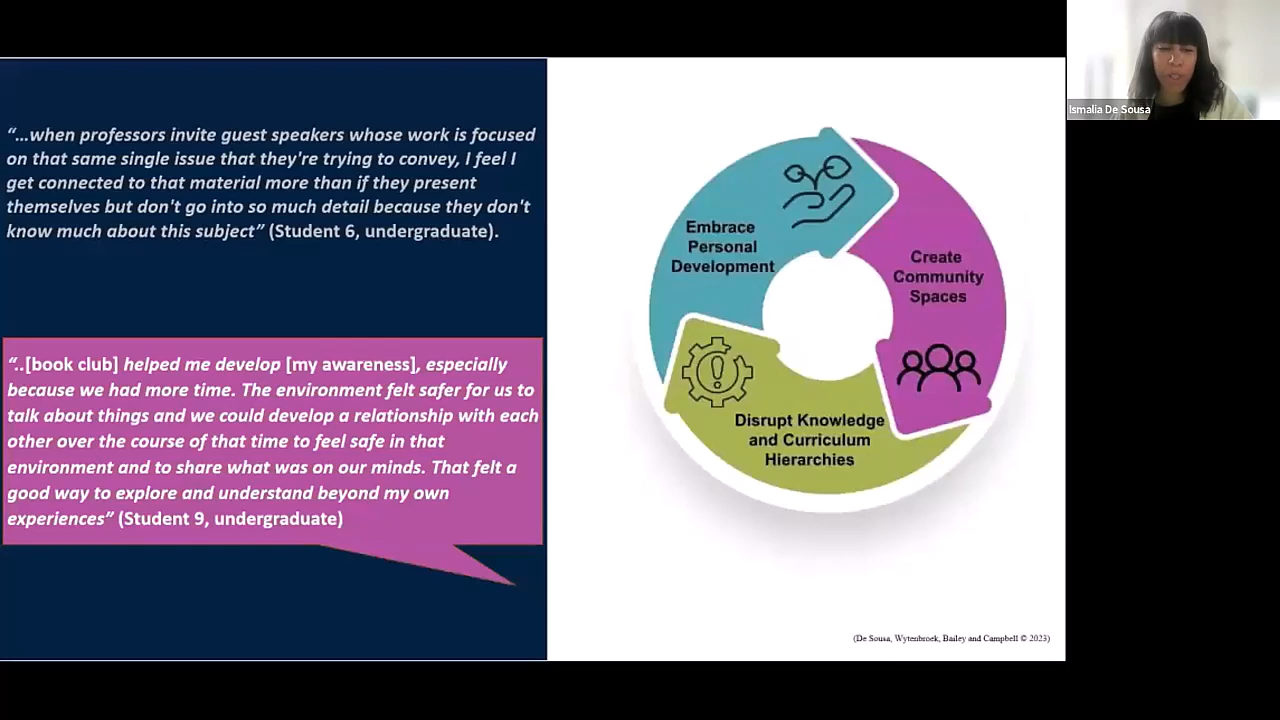 “...when professors invite guest speakers whose work is focused
on that same single issue that they're trying to convey, I feel I
get connected to that material more than if they present
themselves but don't go into so much detail because they don't
know much about this subject” (Student 6, undergraduate).
“..[book club] helped me develop [my awareness], especially
because we had more time. The environment felt safer for us to
talk about things and we could develop a relationship with each
other over the course of that time to feel safe in that
environment and to share what was on our minds. That felt a
good way to explore and understand beyond my own
experiences” (Student 9, undergraduate)
Embrace
Personal
Development
Create
Community
Spaces
Disrupt Knowledge
and Curriculum
Hierarchies
(De Sousa, Wytenbroek, Bailey and Campbell © 2023)
Ismalia De Sousa